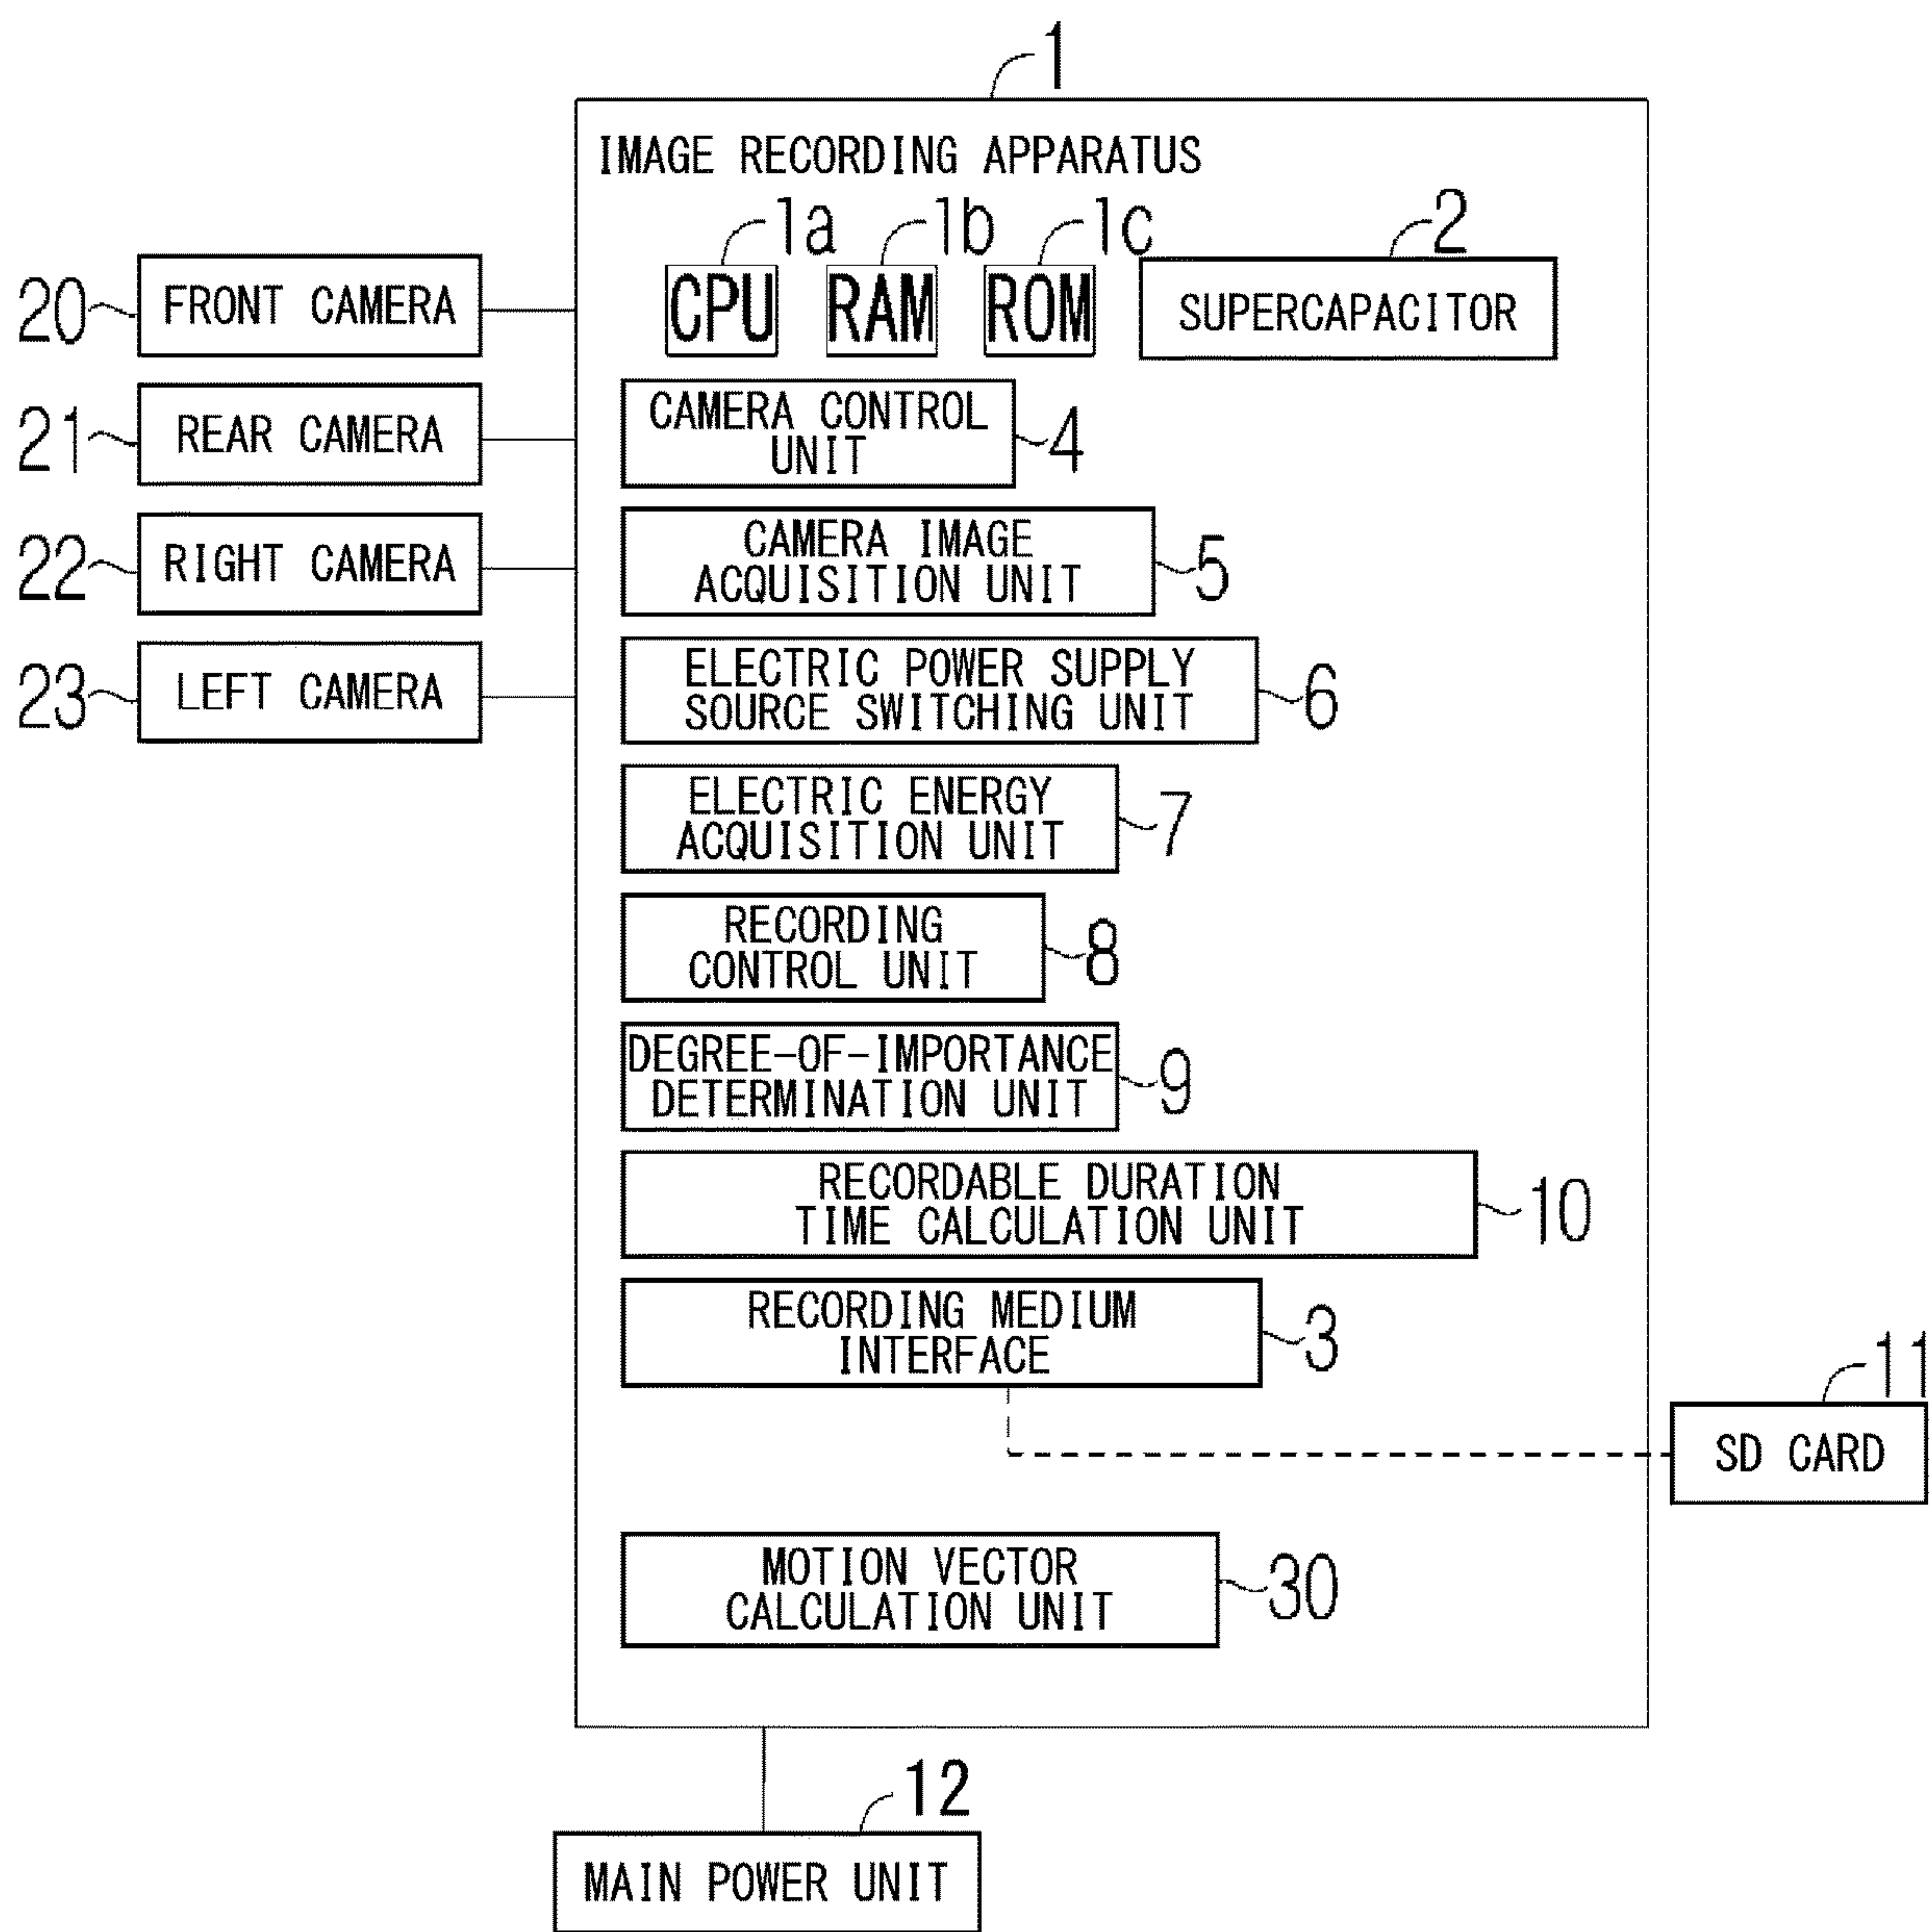 1
IMAGE RECORDING APPARATUS
1a 1b 1c 2
CPU RAM ROM SUPERCAPACITOR
20 FRONT CAMERA
21 REAR CAMERA
22 RIGHT CAMERA
23 LEFT CAMERA
CAMERA CONTROL
UNIT 4
CAMERA IMAGE
ACQUISITION UNIT 5
ELECTRIC POWER SUPPLY
SOURCE SWITCHING UNIT 6
ELECTRIC ENERGY
ACQUISITION UNIT 7
RECORDING
CONTROL UNIT 8
DEGREE-OF-IMPORTANCE
DETERMINATION UNIT 9
RECORDABLE DURATION
TIME CALCULATION UNIT 10
RECORDING MEDIUM
INTERFACE 3
11
SD CARD
MOTION VECTOR
CALCULATION UNIT 30
12
MAIN POWER UNIT